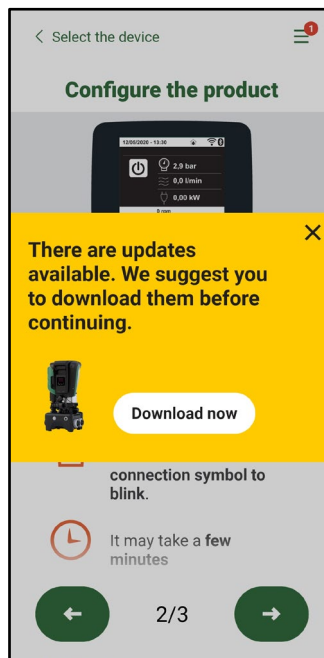 < Select the device
1
Configure the product
12/05/2020 - 13:30
2,9 bar
0,0 l/min
0,00 kW
There are updates
available. We suggest you
to download them before
continuing.
Download now
connection symbol to
blink.
It may take a few
minutes
2/3